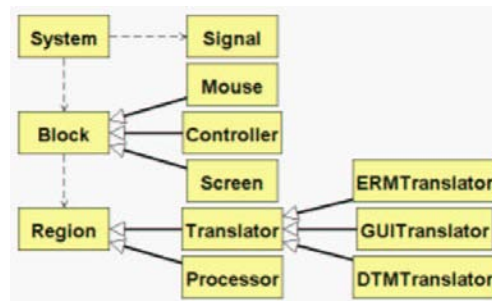 System
Signal
Mouse
Block
Controller
Screen
ERMTranslator
Region
Translator
GUITranslator
Processor
DTMTranslator